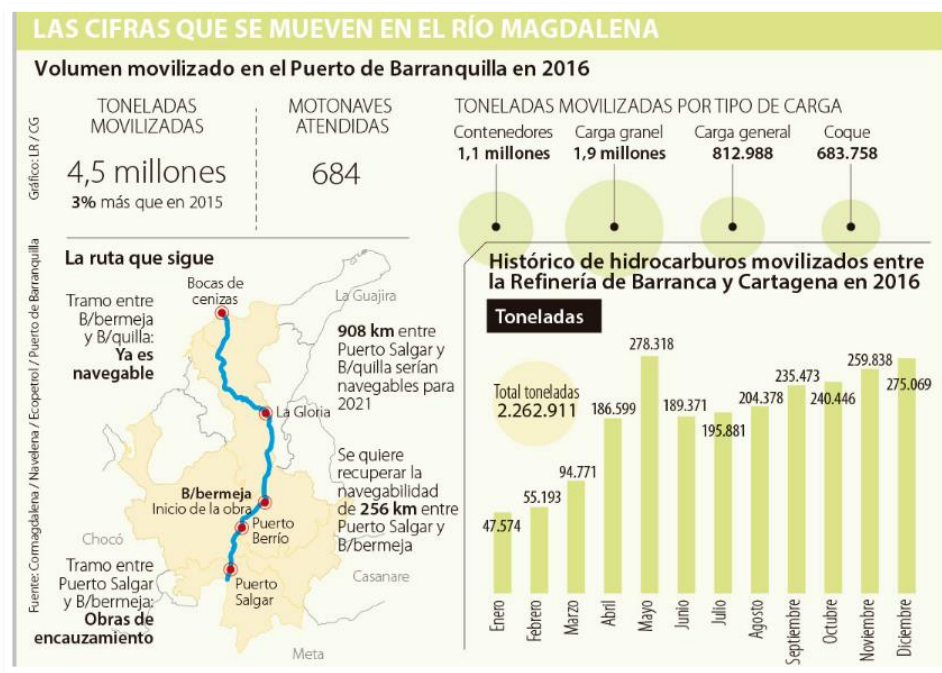 LAS CIFRAS QUE SE MUEVEN EN EL RÍO MAGDALENA
Volumen movilizado en el Puerto de Barranquilla en 2016
TONELADAS
MOVILIZADAS
4,5 millones
3% más que en 2015
MOTONAVES
ATENDIDAS
684
TONELADAS MOVILIZADAS POR TIPO DE CARGA
Contenedores
1,1 millones
Carga granel
1,9 millones
Carga general
812.988
Coque
683.758
Gráfico: LR / CG
Fuente: Cormagdalena / Navelena / Ecopetrol / Puerto de Barranquilla
La ruta que sigue
Bocas de
cenizas
La Guajira
Tramo entre
B/bermeja
y B/quilla:
Ya es
navegable
908 km entre
Puerto Salgar y
B/quilla serían
navegables para
2021
La Gloria
Se quiere
recuperar la
navegabilidad
de 256 km entre
Puerto Salgar y
B/bermeja
B/bermeja
Inicio de la obra
Puerto
Berrío
Chocó
Tramo entre
Puerto Salgar
y B/bermeja:
Obras de
encauzamiento
Puerto
Salgar
Casanare
Meta
Histórico de hidrocarburos movilizados entre
la Refinería de Barranca y Cartagena en 2016
Toneladas
Total toneladas
2.262.911
47.574
55.193
94.771
186.599
278.318
189.371
195.881
204.378
235.473
240.446
259.838
275.069
Enero
Febrero
Marzo
Abril
Mayo
Junio
Julio
Agosto
Septiembre
Octubre
Noviembre
Diciembre